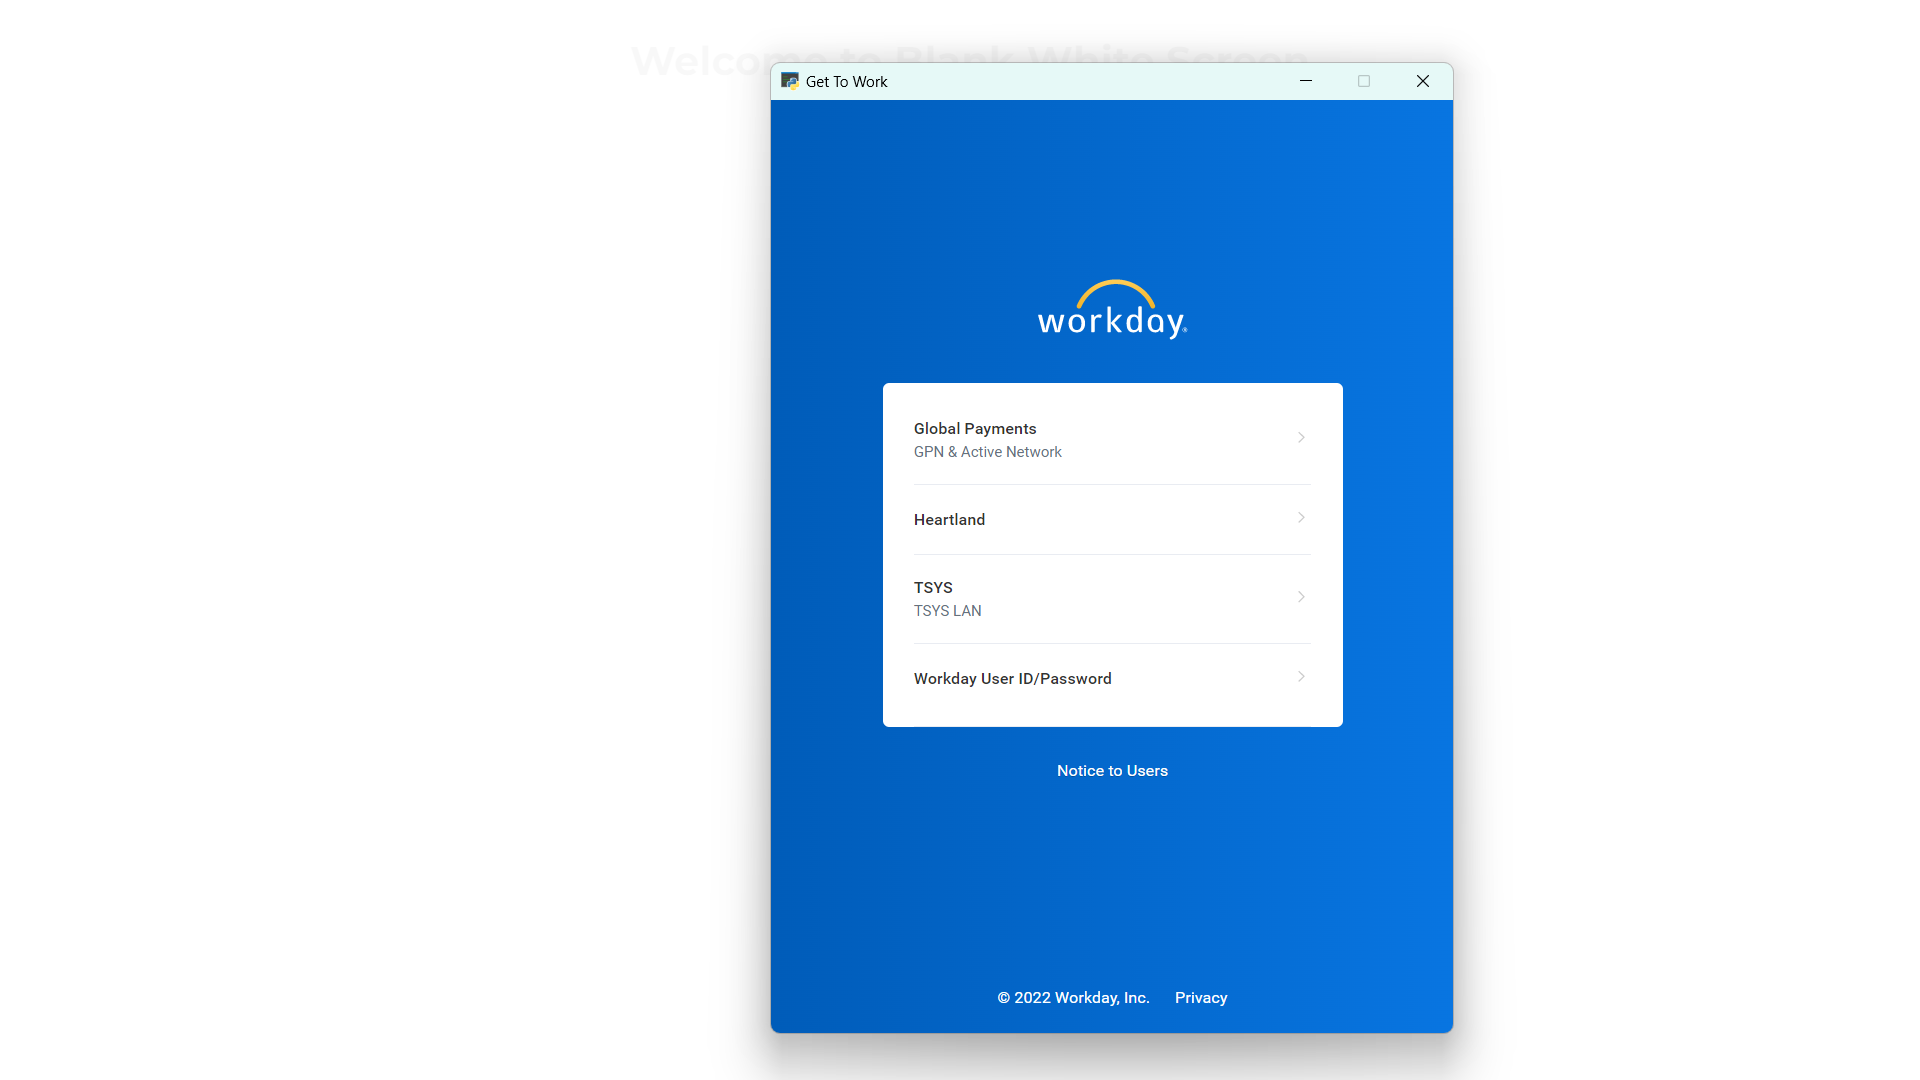 Welcome to Blank White Screen
Get To Work
workday®
Global Payments
GPN & Active Network
Heartland
TSYS
TSYS LAN
Workday User ID/Password
Notice to Users
© 2022 Workday, Inc. Privacy